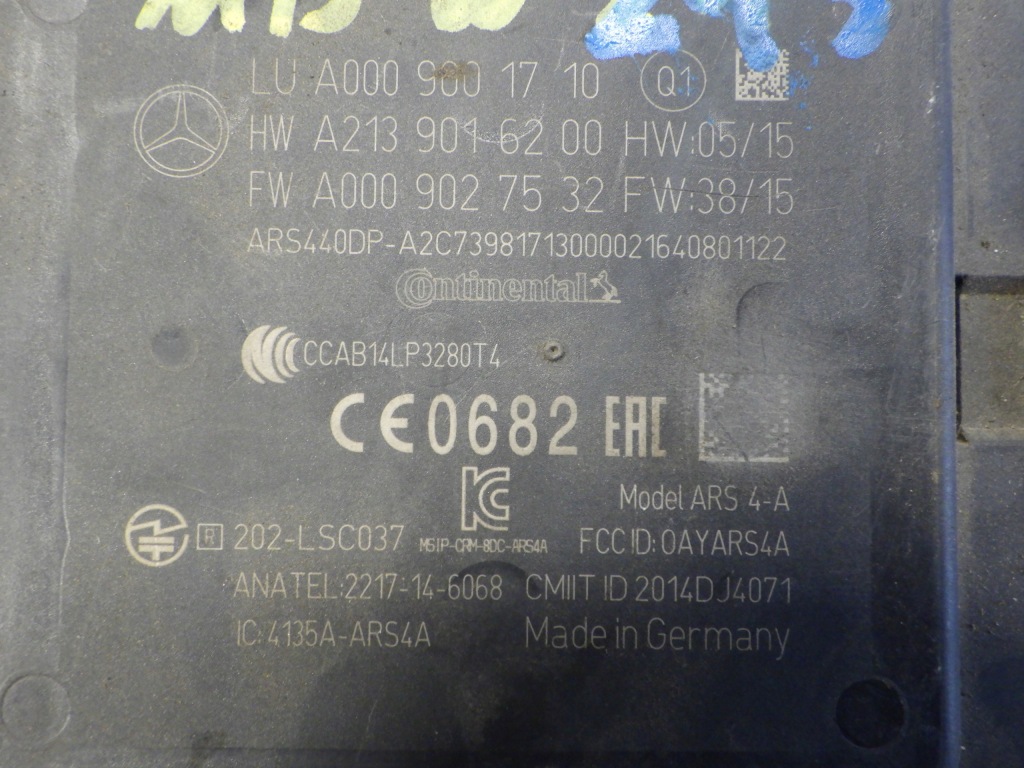 LU A000 900 17 10 Q1
HW A213 901 62 00 HW:05/15
FW A000 902 75 32 FW:38/15
ARS440DP-A2C73981713000021640801122
Continental
CCAB14LP3280T4
CE0682 EAC
KC
Model ARS 4-A
R 202-LSC037 MSIP-CRM-8DC-ARS4A FCC ID: OAYARS4A
ANATEL:2217-14-6068 CMIIT ID 2014DJ4071
IC:4135A-ARS4A Made in Germany